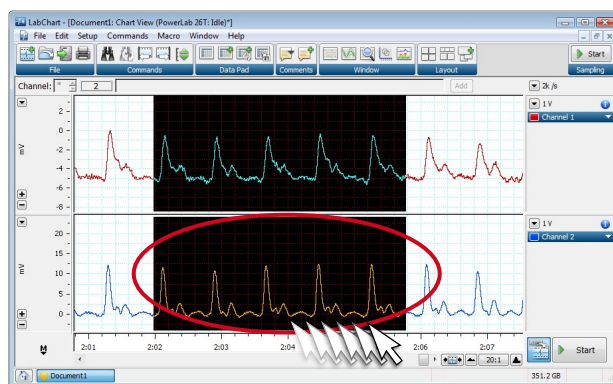 LabChart - [Document1: Chart View (PowerLab 26T: Idle)*]
File Edit Setup Commands Macro Window Help
Start
File Commands Data Pad Comments Window Layout Sampling
Channel: * 2 Add 2k /s
2
0
-2
-4
-6
-8
mV
1 V
Channel 1
20
15
10
5
0
mV
1 V
Channel 2
M 2:01 2:02 2:03 2:04 2:06 2:07
20:1
Start
Document1 351.2 GB